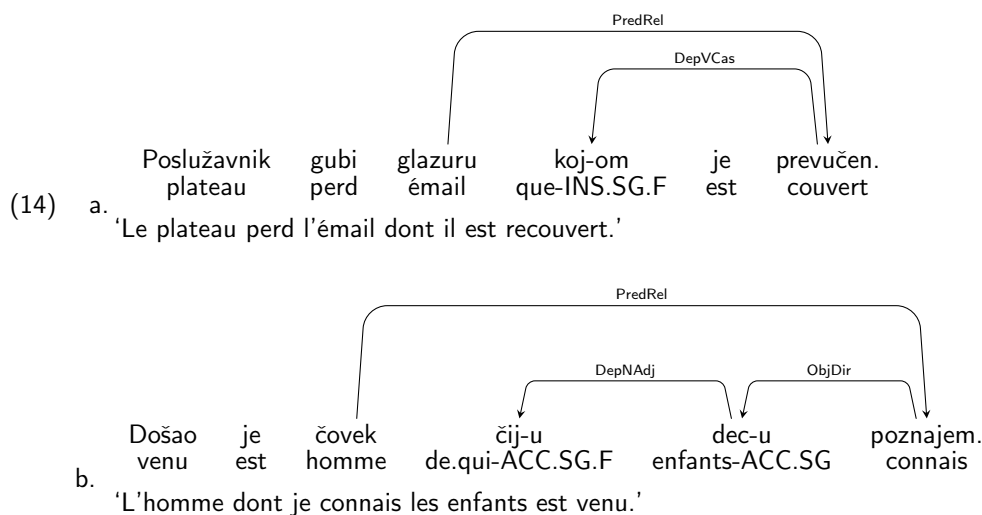 PredRel
DepVCas
Poslužavnik gubi glazuru koj-om je prevučen.
plateau perd émail que-INS.SG.F est couvert
(14) a.
‘Le plateau perd l’émail dont il est recouvert.’
PredRel
DepNAdj ObjDir
Došao je čovek čij-u dec-u poznajem.
venu est homme de.qui-ACC.SG.F enfants-ACC.SG connais
b.
‘L’homme dont je connais les enfants est venu.’